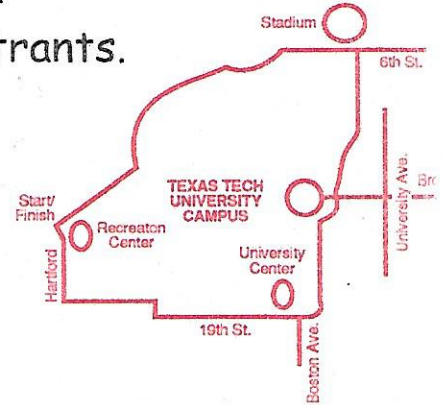 trants.
Stadium
6th St.
TEXAS TECH
UNIVERSITY
CAMPUS
University Ave.
Start/
Finish
Recreaton
Center
Hartford
University
Center
19th St.
Boston Ave.